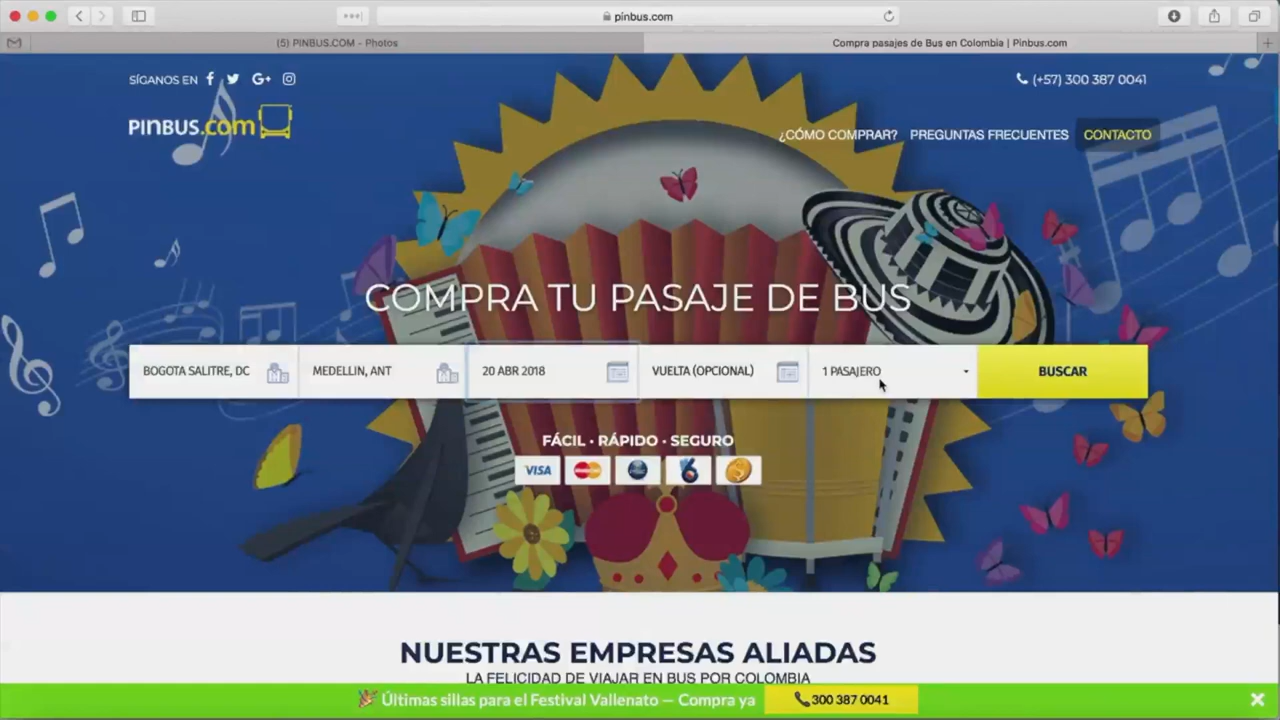 pinbus.com
(5) PINBUS.COM - Photos
Compra pasajes de Bus en Colombia | Pinbus.com
SÍGANOS EN
(+57) 300 387 0041
PINBUS.com
¿CÓMO COMPRAR? PREGUNTAS FRECUENTES CONTACTO
COMPRA TU PASAJE DE BUS
BOGOTA SALITRE, DC
MEDELLIN, ANT
20 ABR 2018
VUELTA (OPCIONAL)
1 PASAJERO
BUSCAR
FÁCIL · RÁPIDO · SEGURO
VISA
NUESTRAS EMPRESAS ALIADAS
LA FELICIDAD DE VIAJAR EN BUS POR COLOMBIA
Últimas sillas para el Festival Vallenato — Compra ya
300 387 0041